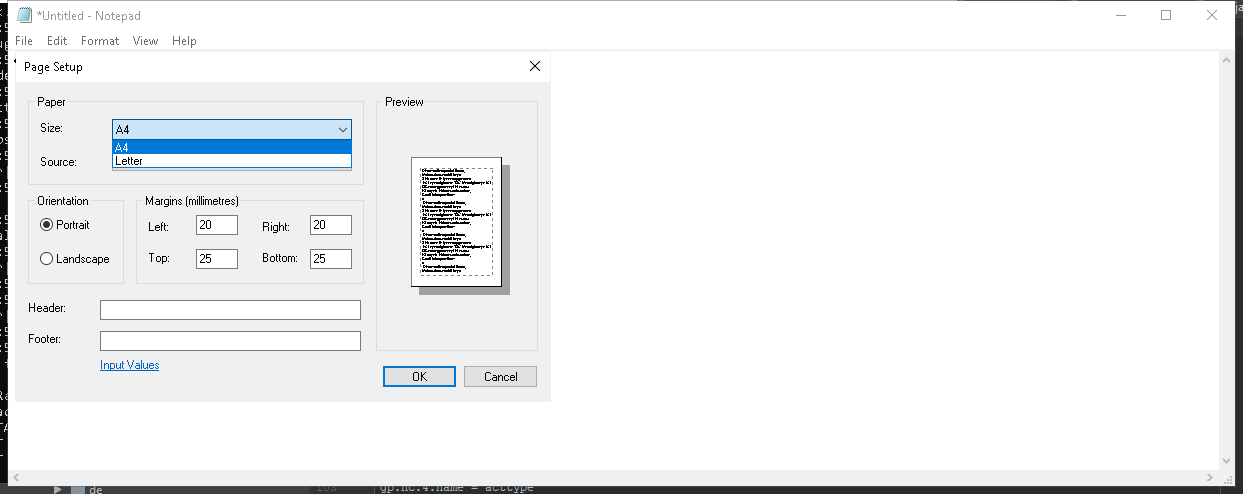 *Untitled - Notepad
File Edit Format View Help
Page Setup
Paper
Size:
A4
A4
Letter
Source:
Orientation
Portrait
Landscape
Margins (millimetres)
Left: 20 Right: 20
Top: 25 Bottom: 25
Header:
Footer:
Input Values
Preview
OK Cancel
de
gp.nc.4.name = acctype